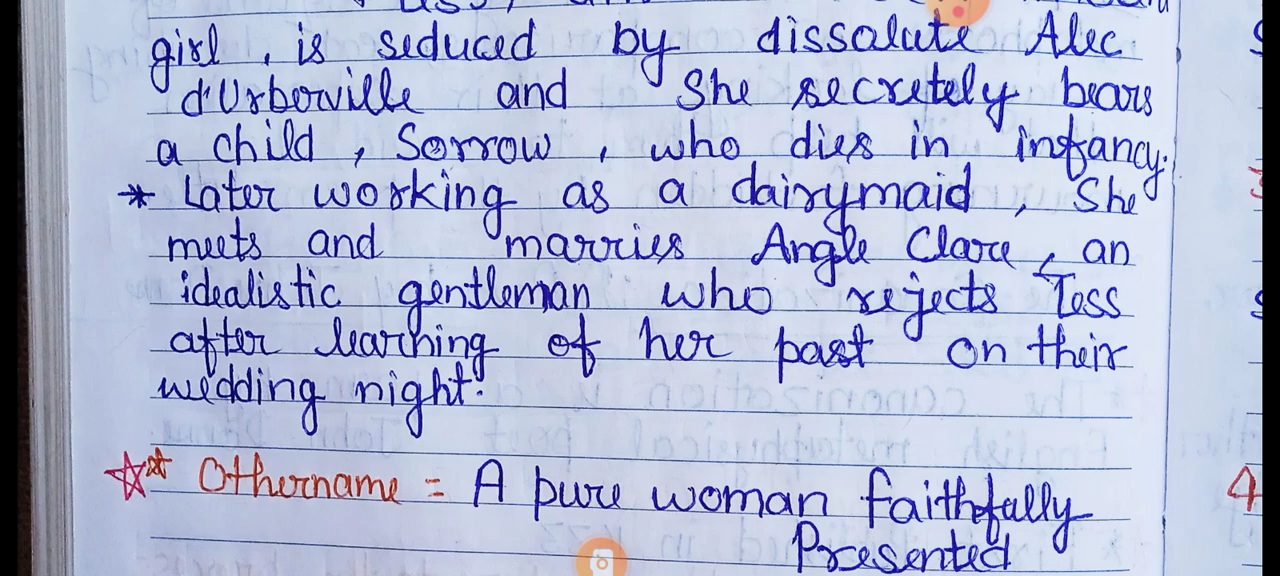 girl, is seduced by dissolute Alec
d'Urberville and She secretely bears
a child, Sorrow, who dies in infancy.
* Later working as a dairymaid, She
meets and marries Angle Clare, an
idealistic gentleman who rejects Tess
after learning of her past on their
wedding night.
Othername = A pure woman Faithfally
Presented
4